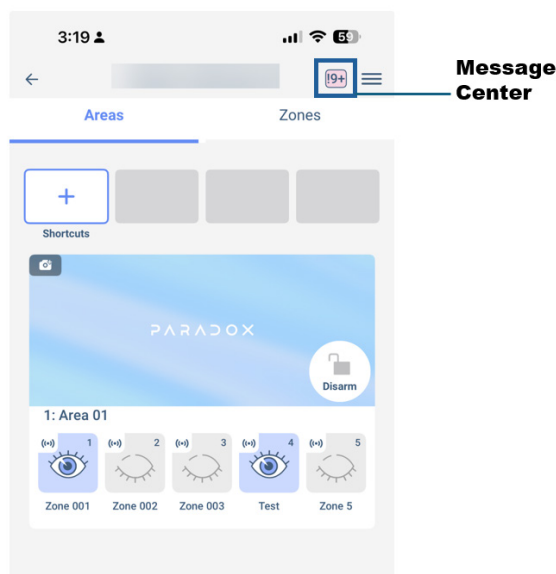 3:19
59
!9+
Message
Center
Areas
Zones
+
Shortcuts
PARADOX
Disarm
1: Area 01
1 2 3 4 5
Zone 001 Zone 002 Zone 003 Test Zone 5